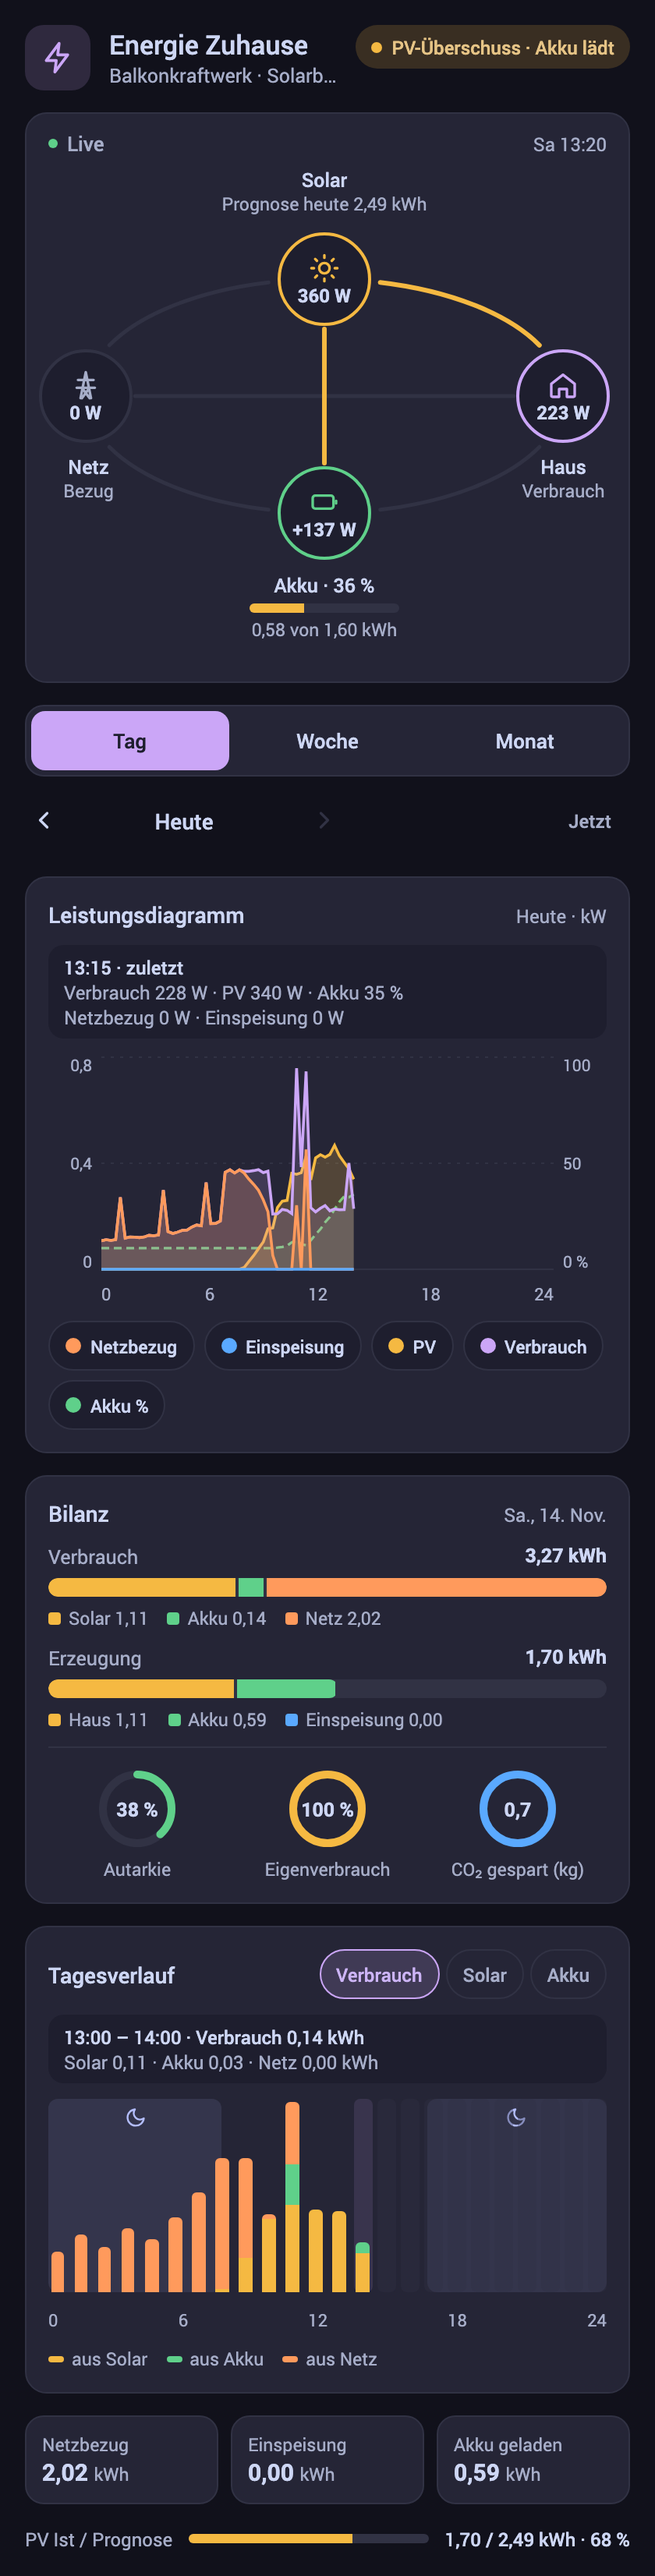 Energie Zuhause
Balkonkraftwerk · Solarb…
PV-Überschuss · Akku lädt
Live
Sa 13:20
Solar
Prognose heute 2,49 kWh
360 W
0 W
223 W
Netz
Bezug
Haus
Verbrauch
+137 W
Akku · 36 %
0,58 von 1,60 kWh
Tag
Woche
Monat
Heute
Jetzt
Leistungsdiagramm
Heute · kW
13:15 · zuletzt
Verbrauch 228 W · PV 340 W · Akku 35 %
Netzbezug 0 W · Einspeisung 0 W
0,8
100
0,4
50
0
0 %
0 6 12 18 24
Netzbezug
Einspeisung
PV
Verbrauch
Akku %
Bilanz
Sa., 14. Nov.
Verbrauch
3,27 kWh
Solar 1,11
Akku 0,14
Netz 2,02
Erzeugung
1,70 kWh
Haus 1,11
Akku 0,59
Einspeisung 0,00
38 %
100 %
0,7
Autarkie
Eigenverbrauch
CO₂ gespart (kg)
Tagesverlauf
Verbrauch
Solar
Akku
13:00 – 14:00 · Verbrauch 0,14 kWh
Solar 0,11 · Akku 0,03 · Netz 0,00 kWh
0 6 12 18 24
aus Solar
aus Akku
aus Netz
Netzbezug
2,02 kWh
Einspeisung
0,00 kWh
Akku geladen
0,59 kWh
PV Ist / Prognose
1,70 / 2,49 kWh · 68 %